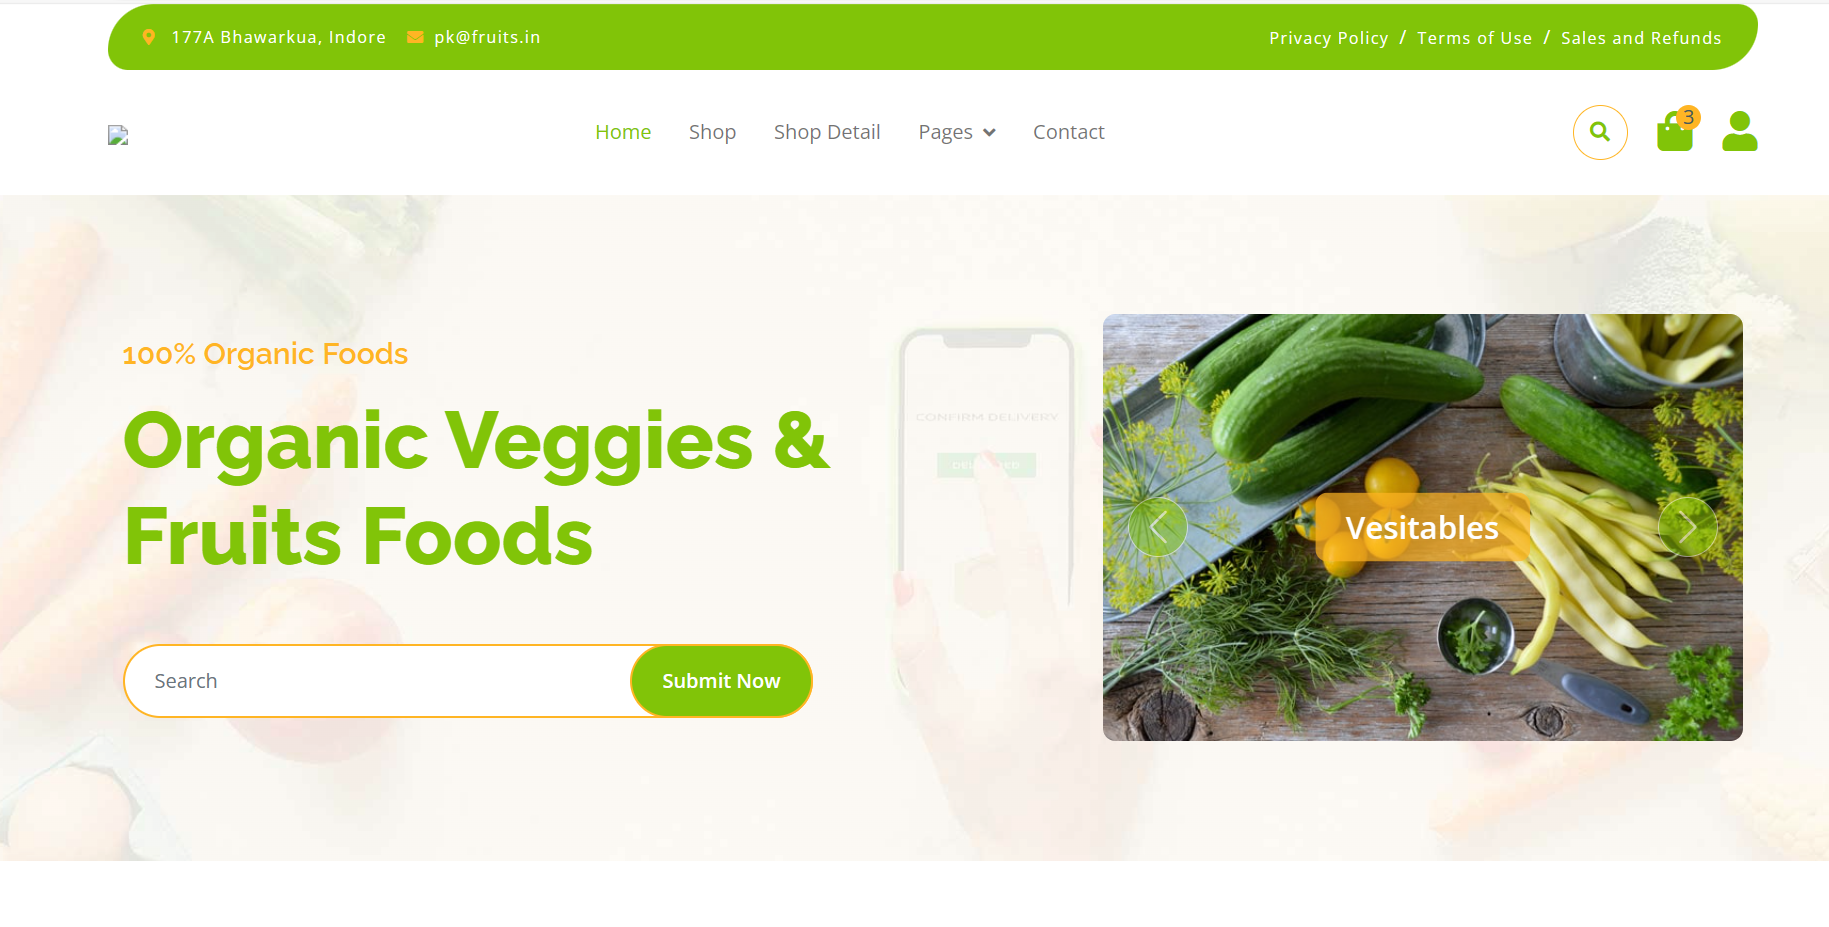 177A Bhawarkua, Indore pk@fruits.in Privacy Policy / Terms of Use / Sales and Refunds
Home Shop Shop Detail Pages Contact 3
100% Organic Foods
Organic Veggies &
Fruits Foods
Search Submit Now
CONFIRM DELIVERY
Vesitables